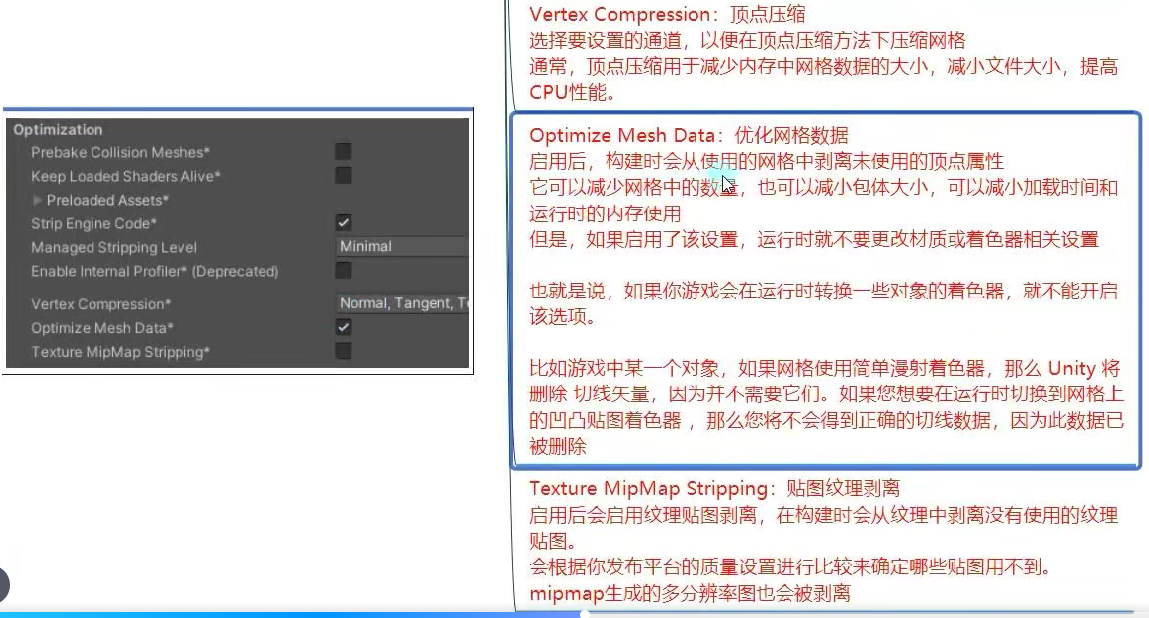 Optimization
Prebake Collision Meshes*
Keep Loaded Shaders Alive*
Preloaded Assets*
Strip Engine Code*
Managed Stripping Level Minimal
Enable Internal Profiler* (Deprecated)
Vertex Compression* Normal, Tangent, Te
Optimize Mesh Data*
Texture MipMap Stripping*
Vertex Compression：顶点压缩
选择要设置的通道，以便在顶点压缩方法下压缩网格
通常，顶点压缩用于减少内存中网格数据的大小，减小文件大小，提高
CPU性能。
Optimize Mesh Data：优化网格数据
启用后，构建时会从使用的网格中剥离未使用的顶点属性
它可以减少网格中的数量，也可以减小包体大小，可以减小加载时间和
运行时的内存使用
但是，如果启用了该设置，运行时就不要更改材质或着色器相关设置
也就是说，如果你游戏会在运行时转换一些对象的着色器，就不能开启
该选项。
比如游戏中某一个对象，如果网格使用简单漫射着色器，那么 Unity 将
删除 切线矢量，因为并不需要它们。如果您想要在运行时切换到网格上
的凹凸贴图着色器 ，那么您将不会得到正确的切线数据，因为此数据已
被删除
Texture MipMap Stripping：贴图纹理剥离
启用后会启用纹理贴图剥离，在构建时会从纹理中剥离没有使用的纹理
贴图。
会根据你发布平台的质量设置进行比较来确定哪些贴图用不到。
mipmap生成的多分辨率图也会被剥离